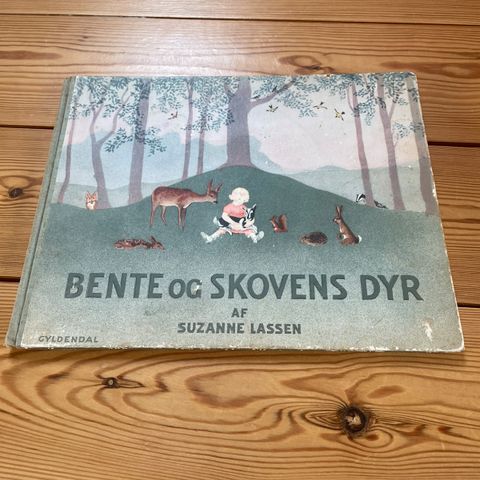 BENTE OG SKOVENS DYR
AF
SUZANNE LASSEN
GYLDENDAL